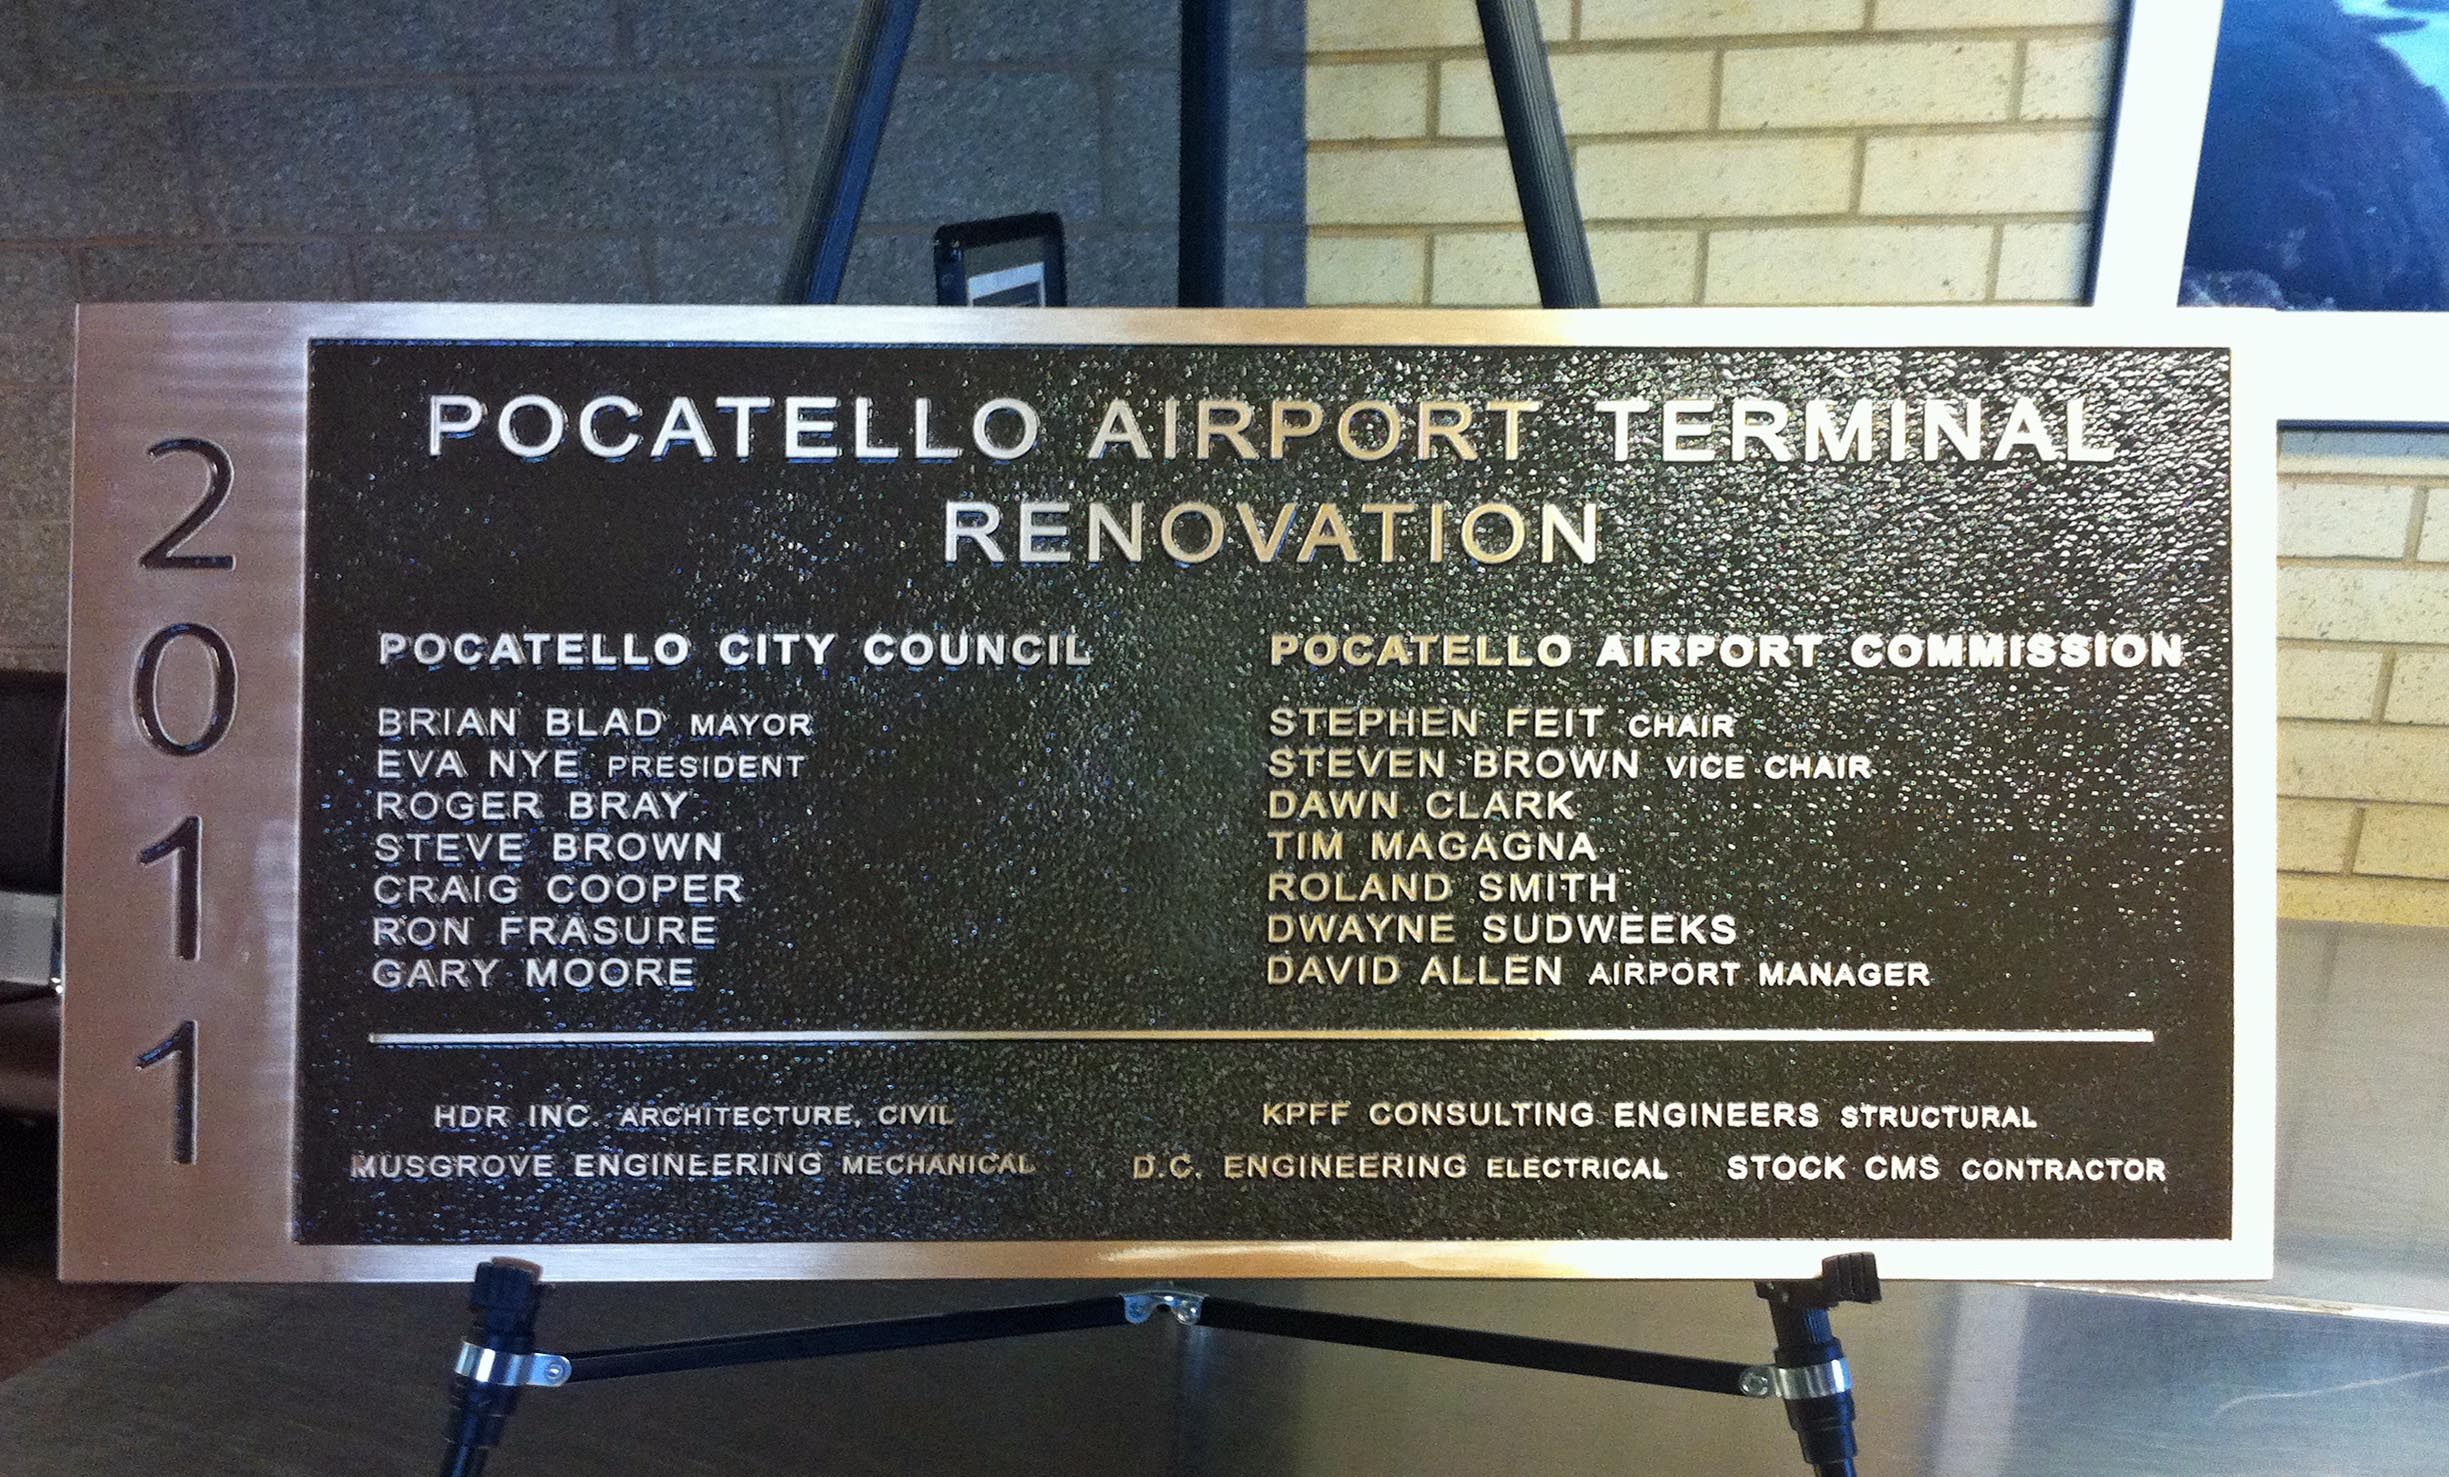 2011
POCATELLO AIRPORT TERMINAL
RENOVATION
POCATELLO CITY COUNCIL
BRIAN BLAD MAYOR
EVA NYE PRESIDENT
ROGER BRAY
STEVE BROWN
CRAIG COOPER
RON FRASURE
GARY MOORE
POCATELLO AIRPORT COMMISSION
STEPHEN FEIT CHAIR
STEVEN BROWN VICE CHAIR
DAWN CLARK
TIM MAGAGNA
ROLAND SMITH
DWAYNE SUDWEEKS
DAVID ALLEN AIRPORT MANAGER
HDR INC. ARCHITECTURE, CIVIL
KPFF CONSULTING ENGINEERS STRUCTURAL
MUSGROVE ENGINEERING MECHANICAL
D.C. ENGINEERING ELECTRICAL
STOCK CMS CONTRACTOR